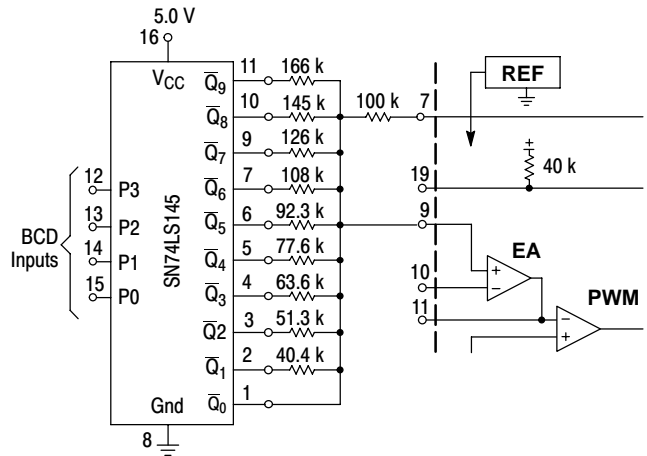 5.0 V
16
VCC
SN74LS145
BCD
Inputs
12
P3
13
P2
14
P1
15
P0
Gnd
8
Q̅9 11 166 k
Q̅8 10 145 k
Q̅7 9 126 k
Q̅6 7 108 k
Q̅5 6 92.3 k
Q̅4 5 77.6 k
Q̅3 4 63.6 k
Q̅2 3 51.3 k
Q̅1 2 40.4 k
Q̅0 1
100 k
7
REF
+
40 k
19
9
EA
+
−
10
11
PWM
−
+